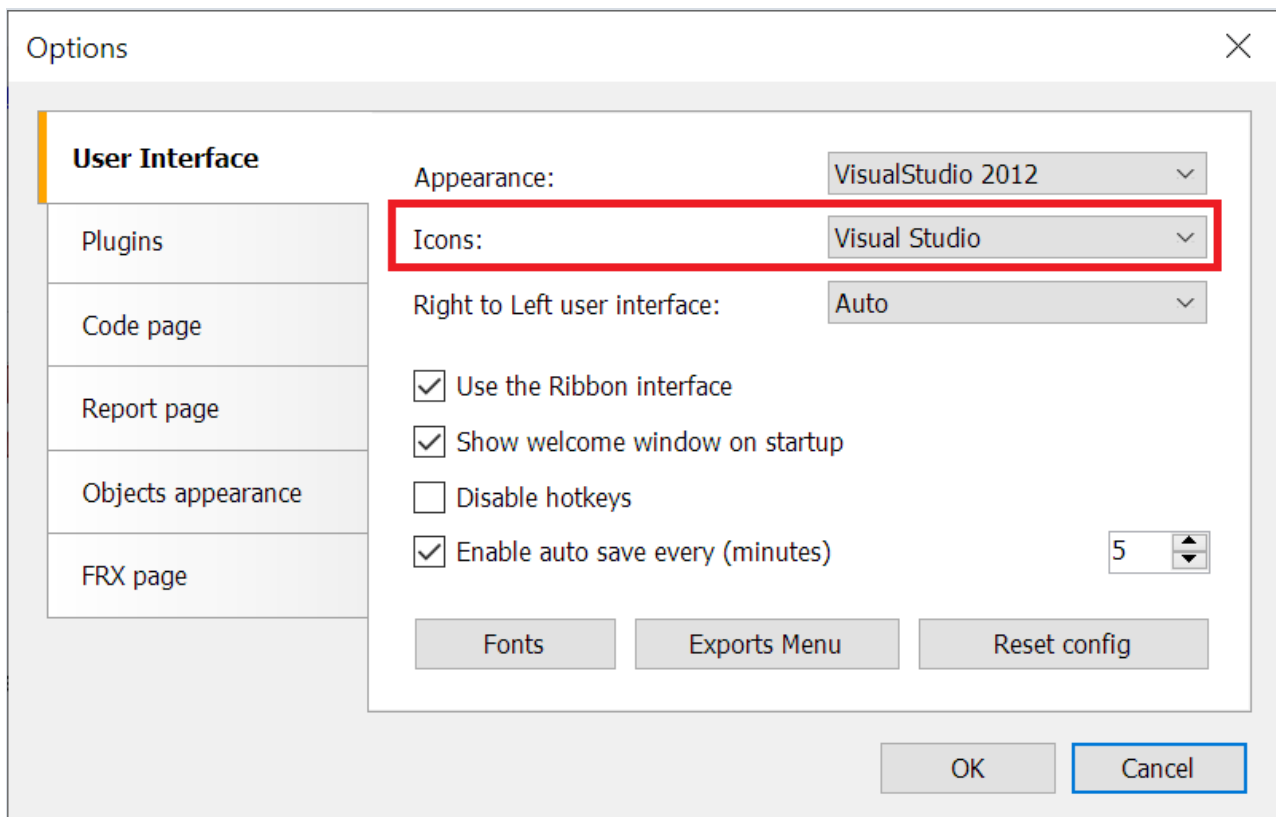 Options
User Interface
Plugins
Code page
Report page
Objects appearance
FRX page
Appearance: VisualStudio 2012
Icons: Visual Studio
Right to Left user interface: Auto
Use the Ribbon interface
Show welcome window on startup
Disable hotkeys
Enable auto save every (minutes) 5
Fonts Exports Menu Reset config
OK Cancel